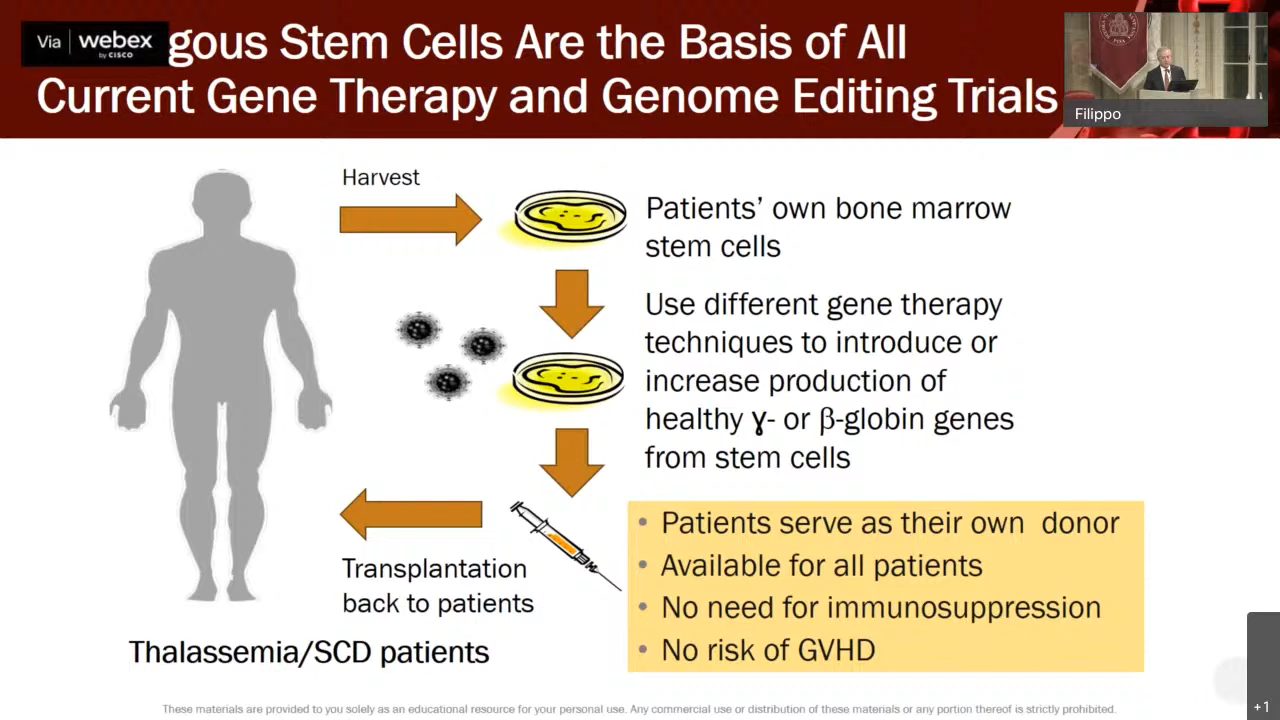 Via webex
by CISCO
gous Stem Cells Are the Basis of All
Current Gene Therapy and Genome Editing Trials
Filippo
Harvest
Patients’ own bone marrow
stem cells
Use different gene therapy
techniques to introduce or
increase production of
healthy ɣ- or β-globin genes
from stem cells
Transplantation
back to patients
Thalassemia/SCD patients
• Patients serve as their own donor
• Available for all patients
• No need for immunosuppression
• No risk of GVHD
These materials are provided to you solely as an educational resource for your personal use. Any commercial use or distribution of these materials or any portion thereof is strictly prohibited.
+1